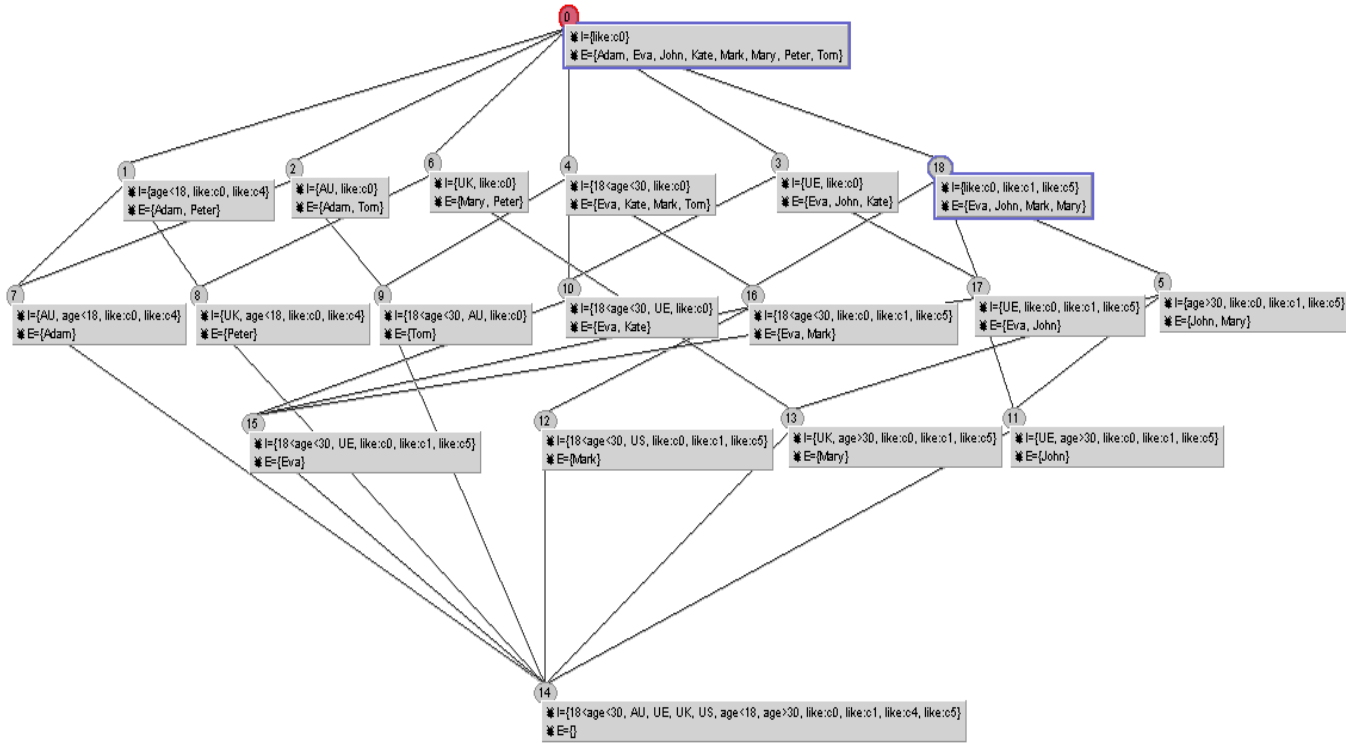 0
I={like:c0}
E={Adam, Eva, John, Kate, Mark, Mary, Peter, Tom}
1
I={age<18, like:c0, like:c4}
E={Adam, Peter}
2
I={AU, like:c0}
E={Adam, Tom}
6
I={UK, like:c0}
E={Mary, Peter}
4
I={18<age<30, like:c0}
E={Eva, Kate, Mark, Tom}
3
I={UE, like:c0}
E={Eva, John, Kate}
18
I={like:c0, like:c1, like:c5}
E={Eva, John, Mark, Mary}
7
I={AU, age<18, like:c0, like:c4}
E={Adam}
8
I={UK, age<18, like:c0, like:c4}
E={Peter}
9
I={18<age<30, AU, like:c0}
E={Tom}
10
I={18<age<30, UE, like:c0}
E={Eva, Kate}
16
I={18<age<30, like:c0, like:c1, like:c5}
E={Eva, Mark}
17
I={UE, like:c0, like:c1, like:c5}
E={Eva, John}
5
I={age>30, like:c0, like:c1, like:c5}
E={John, Mary}
15
I={18<age<30, UE, like:c0, like:c1, like:c5}
E={Eva}
12
I={18<age<30, US, like:c0, like:c1, like:c5}
E={Mark}
13
I={UK, age>30, like:c0, like:c1, like:c5}
E={Mary}
11
I={UE, age>30, like:c0, like:c1, like:c5}
E={John}
14
I={18<age<30, AU, UE, UK, US, age<18, age>30, like:c0, like:c1, like:c4, like:c5}
E={}